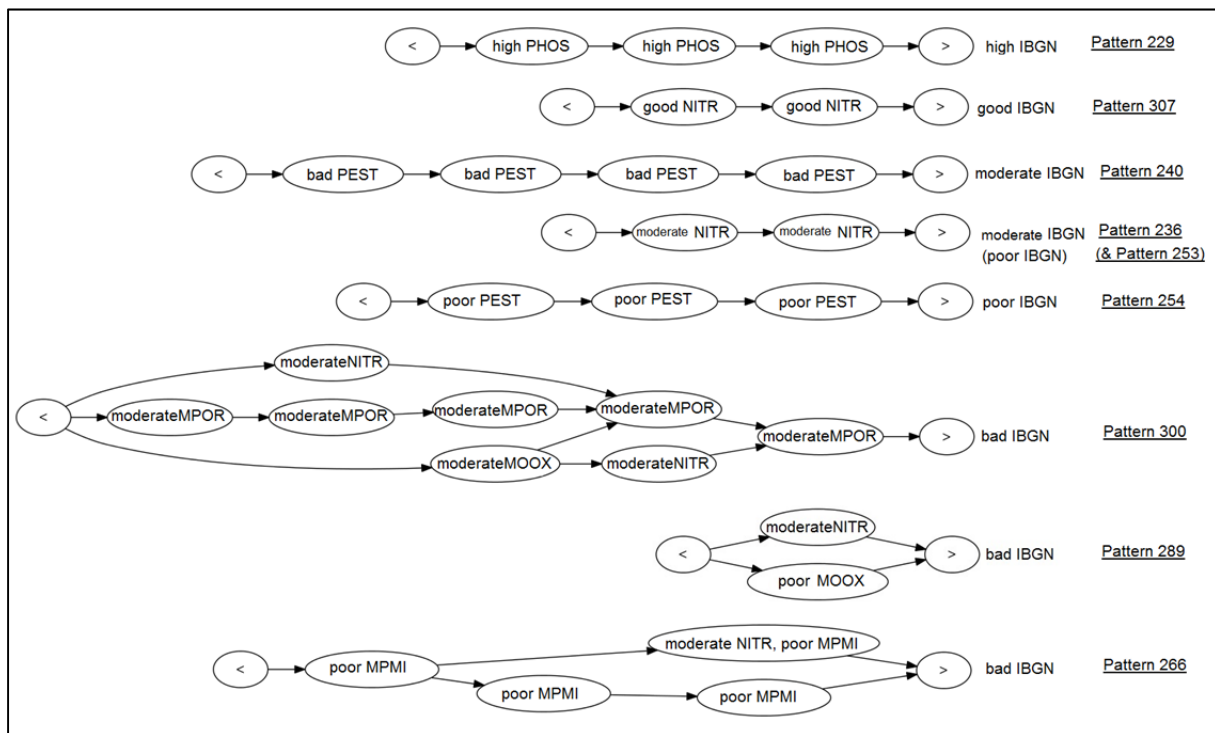 < high PHOS high PHOS high PHOS > high IBGN Pattern 229
< good NITR good NITR > good IBGN Pattern 307
< bad PEST bad PEST bad PEST bad PEST > moderate IBGN Pattern 240
< moderate NITR moderate NITR > moderate IBGN Pattern 236
(poor IBGN) (& Pattern 253)
< poor PEST poor PEST poor PEST > poor IBGN Pattern 254
moderateNITR
< moderateMPOR moderateMPOR moderateMPOR moderateMPOR
moderateMPOR > bad IBGN Pattern 300
moderateMOOX moderateNITR
moderateNITR
< > bad IBGN Pattern 289
poor MOOX
moderate NITR, poor MPMI
< poor MPMI > bad IBGN Pattern 266
poor MPMI poor MPMI